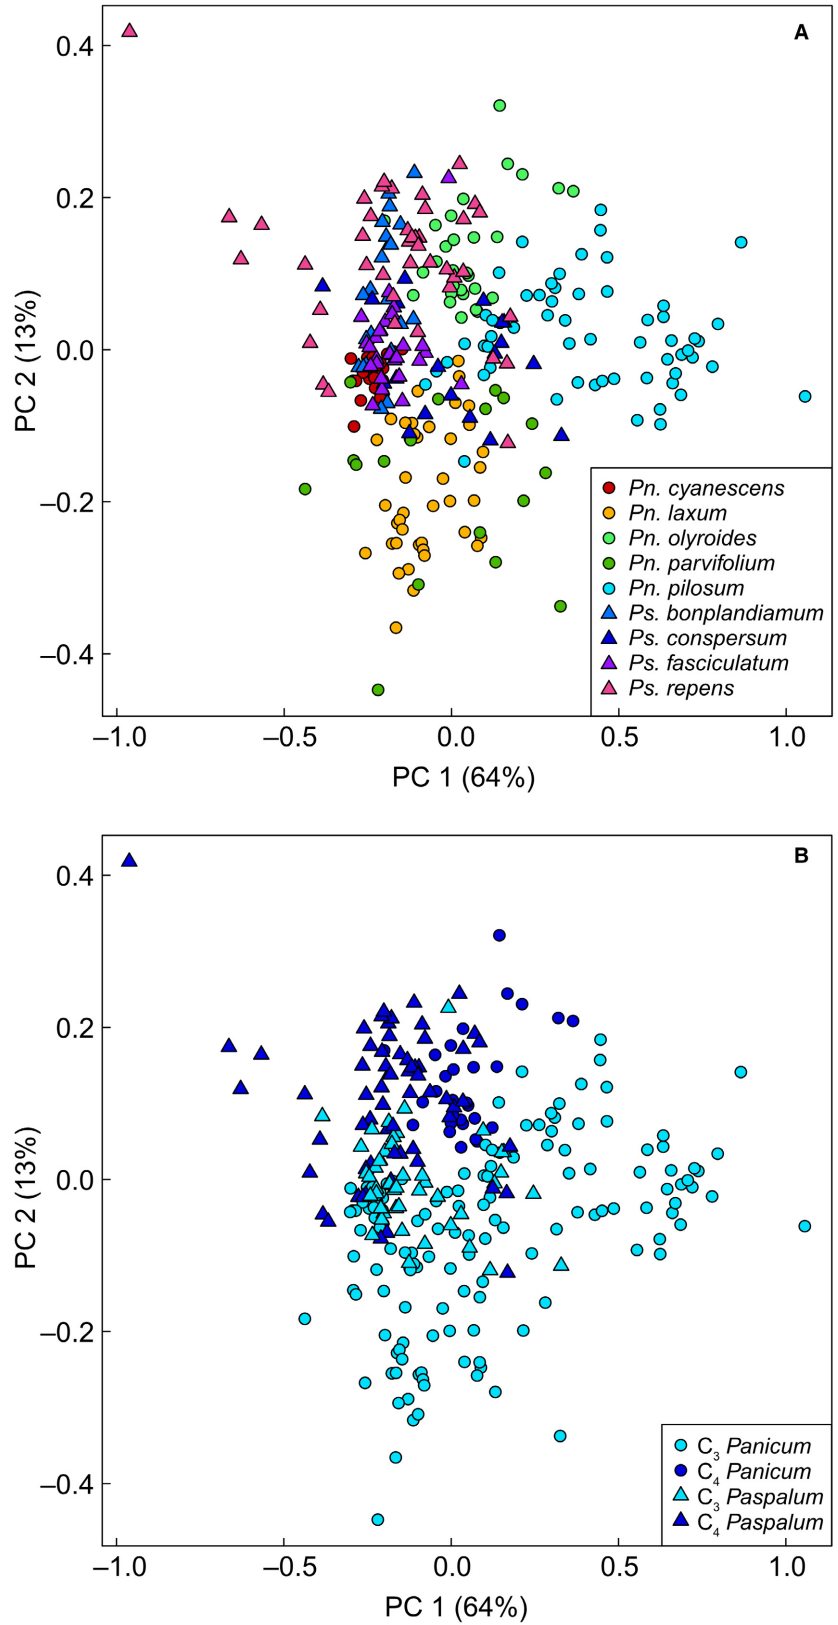 A
0.4
0.2
0.0
–0.2
–0.4
PC 2 (13%)
Pn. cyanescens
Pn. laxum
Pn. olyroides
Pn. parvifolium
Pn. pilosum
Ps. bonplandiamum
Ps. conspersum
Ps. fasciculatum
Ps. repens
–1.0 –0.5 0.0 0.5 1.0
PC 1 (64%)
B
0.4
0.2
0.0
–0.2
–0.4
PC 2 (13%)
C3 Panicum
C4 Panicum
C3 Paspalum
C4 Paspalum
–1.0 –0.5 0.0 0.5 1.0
PC 1 (64%)